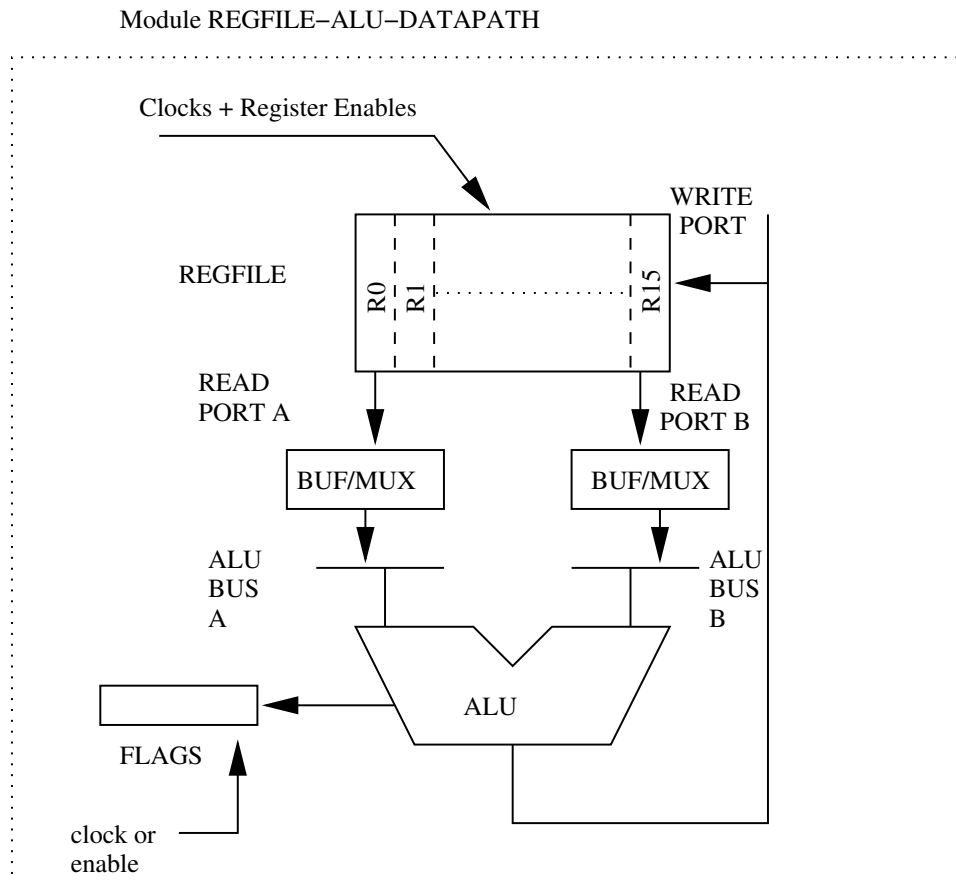 Module REGFILE−ALU−DATAPATH
Clocks + Register Enables
WRITE
PORT
REGFILE
R0
R1
R15
READ
PORT A
READ
PORT B
BUF/MUX
BUF/MUX
ALU
BUS
A
ALU
BUS
B
ALU
FLAGS
clock or
enable